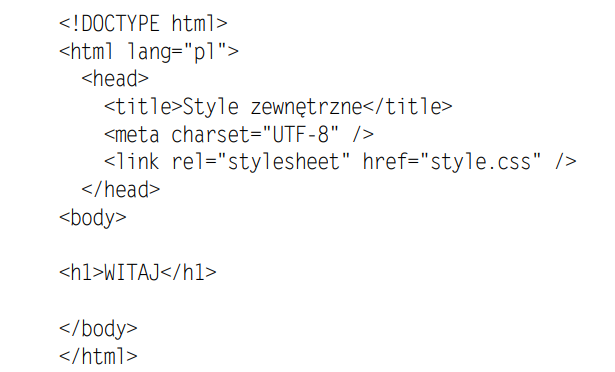 <!DOCTYPE html>
<html lang="pl">
  <head>
    <title>Style zewnętrzne</title>
    <meta charset="UTF-8" />
    <link rel="stylesheet" href="style.css" />
  </head>
<body>

<h1>WITAJ</h1>

</body>
</html>